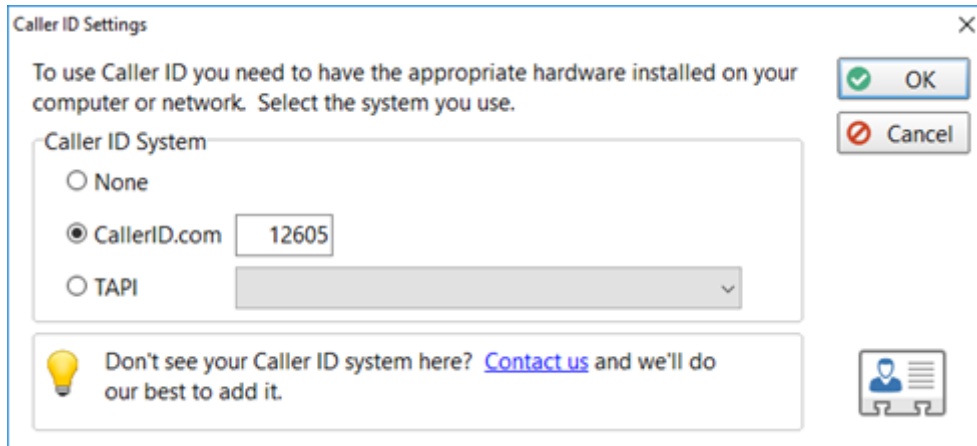 Caller ID Settings
To use Caller ID you need to have the appropriate hardware installed on your
computer or network. Select the system you use.
OK
Cancel
Caller ID System
None
CallerID.com 12605
TAPI
Don't see your Caller ID system here? Contact us and we'll do
our best to add it.